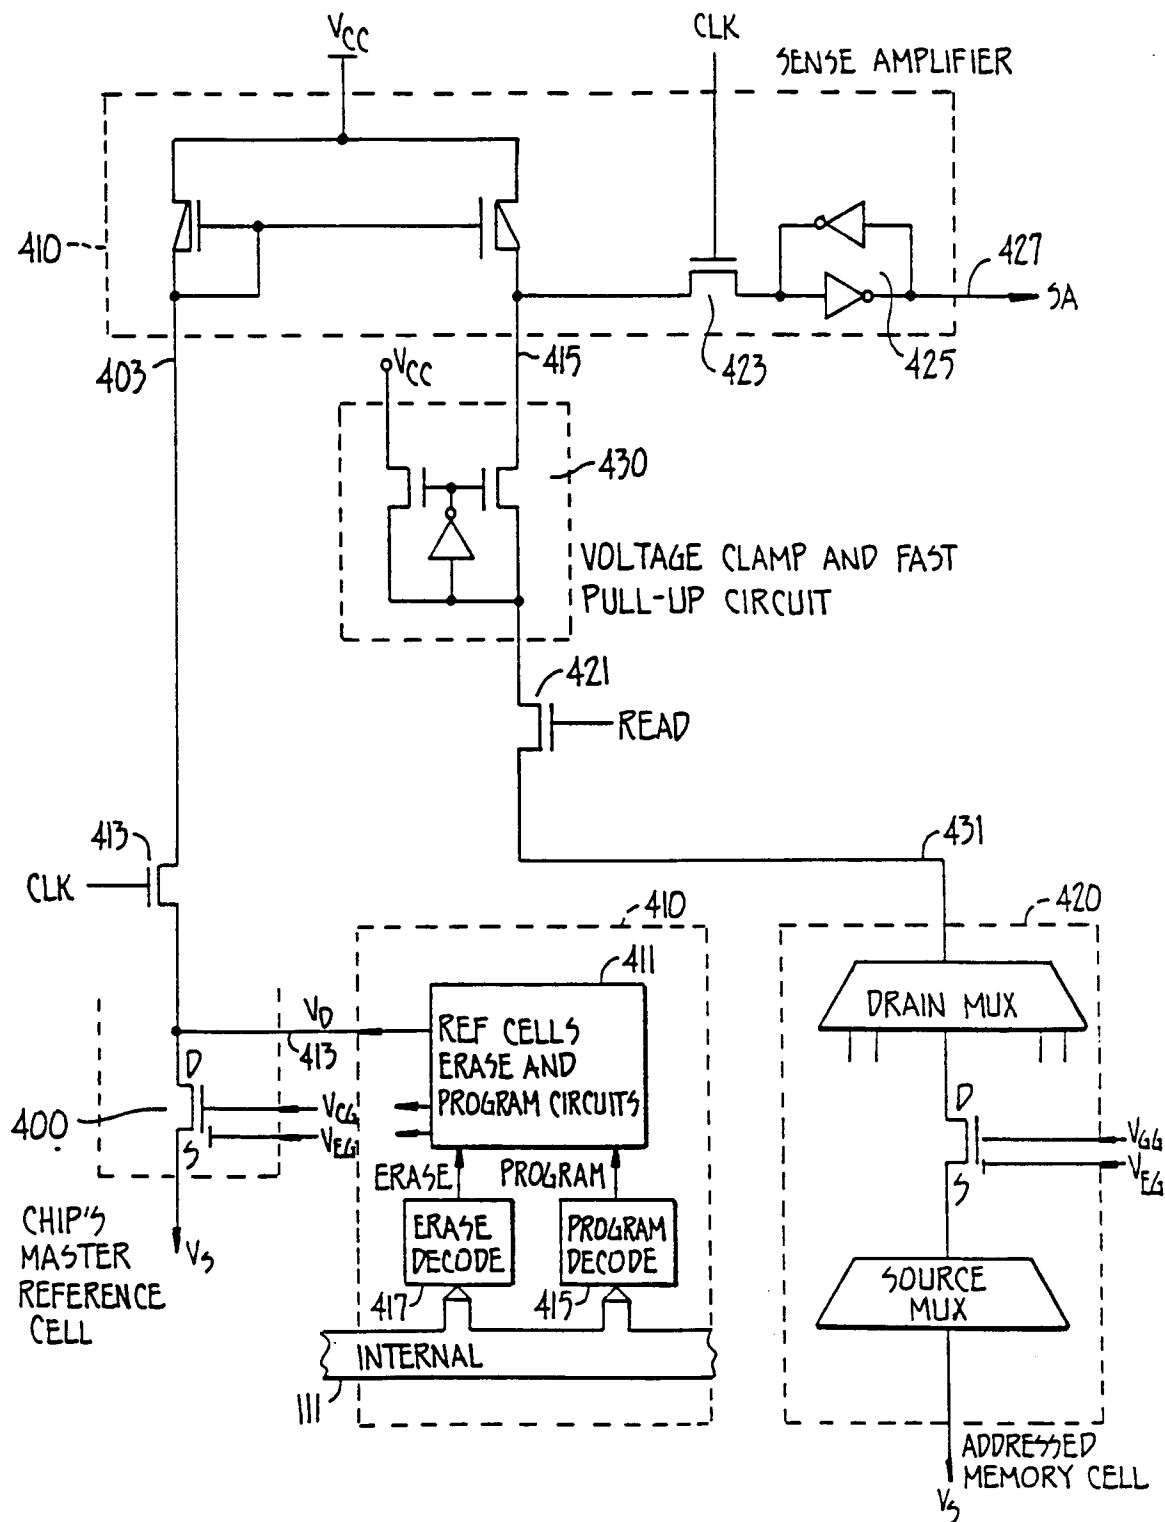 VCC
CLK
SENSE AMPLIFIER
410
427
SA
403
VCC
415
423
425
430
VOLTAGE CLAMP AND FAST
PULL-UP CIRCUIT
421
READ
431
413
CLK
410
420
411
DRAIN MUX
VD
413
REF CELLS
ERASE AND
PROGRAM CIRCUITS
D
400
VCG
VEG
S
D
VGG
VEG
S
ERASE
PROGRAM
CHIP'S
MASTER
REFERENCE
CELL
VS
ERASE
DECODE
PROGRAM
DECODE
417
415
SOURCE
MUX
INTERNAL
111
ADDRESSED
MEMORY CELL
VS